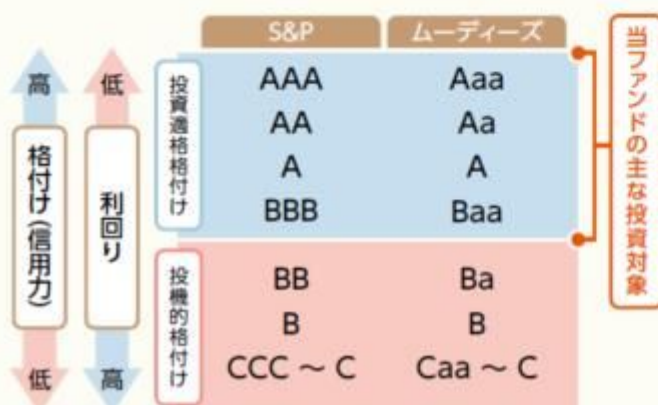 S&P ムーディーズ
高 低
格付け(信用力)
利回り
低 高
投資適格格付け
AAA Aaa
AA Aa
A A
BBB Baa
投機的格付け
BB Ba
B B
CCC ～ C Caa ～ C
当ファンドの主な投資対象